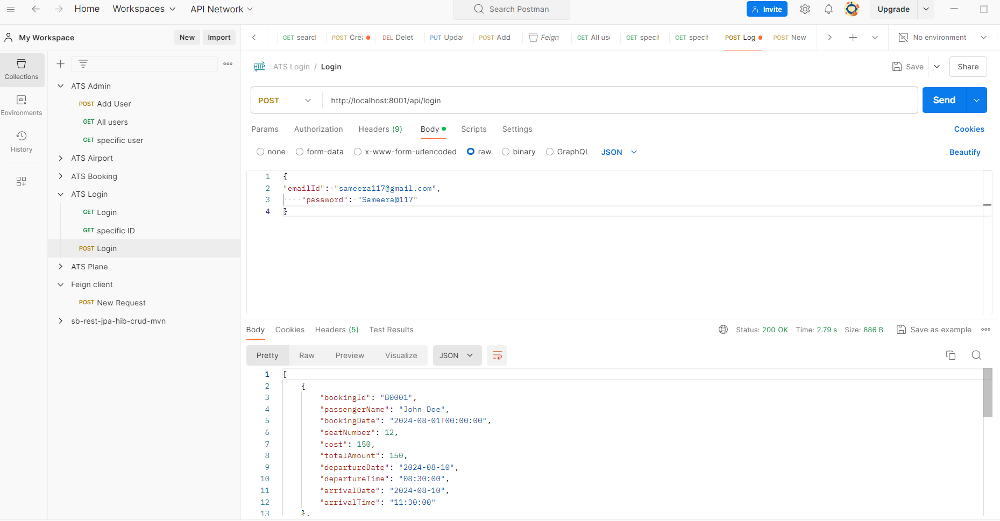 Home Workspaces API Network Search Postman Invite Upgrade
My Workspace New Import GET searcl POST Crea DEL Delet PUT Updat POST Add Feign GET All us GET specif GET specif POST Log POST New No environment
Collections
Environments
History
ATS Admin
POST Add User
GET All users
GET specific user
ATS Airport
ATS Booking
ATS Login
GET Login
GET specific ID
POST Login
ATS Plane
Feign client
POST New Request
sb-rest-jpa-hib-crud-mvn
HTTP ATS Login / Login Save Share
POST http://localhost:8001/api/login Send
Params Authorization Headers (9) Body Scripts Settings Cookies
none form-data x-www-form-urlencoded raw binary GraphQL JSON Beautify
1 {
2 "emailId": "sameera117@gmail.com",
3 "password": "Sameera@117"
4 }
Body Cookies Headers (5) Test Results Status: 200 OK Time: 2.79 s Size: 886 B Save as example
Pretty Raw Preview Visualize JSON
1 [
2 {
3 "bookingId": "B0001",
4 "passengerName": "John Doe",
5 "bookingDate": "2024-08-01T00:00:00",
6 "seatNumber": 12,
7 "cost": 150,
8 "totalAmount": 150,
9 "departureDate": "2024-08-10",
10 "departureTime": "08:30:00",
11 "arrivalDate": "2024-08-10",
12 "arrivalTime": "11:30:00"
13 },